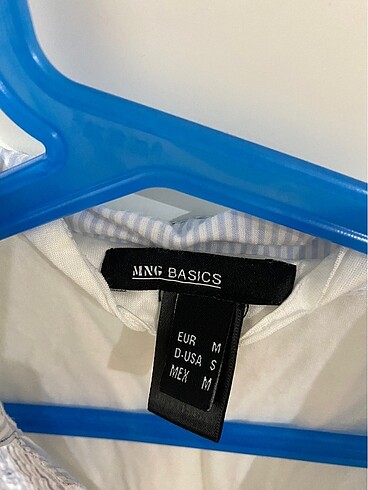 MNG BASICS
EUR M
D-USA S
MEX M